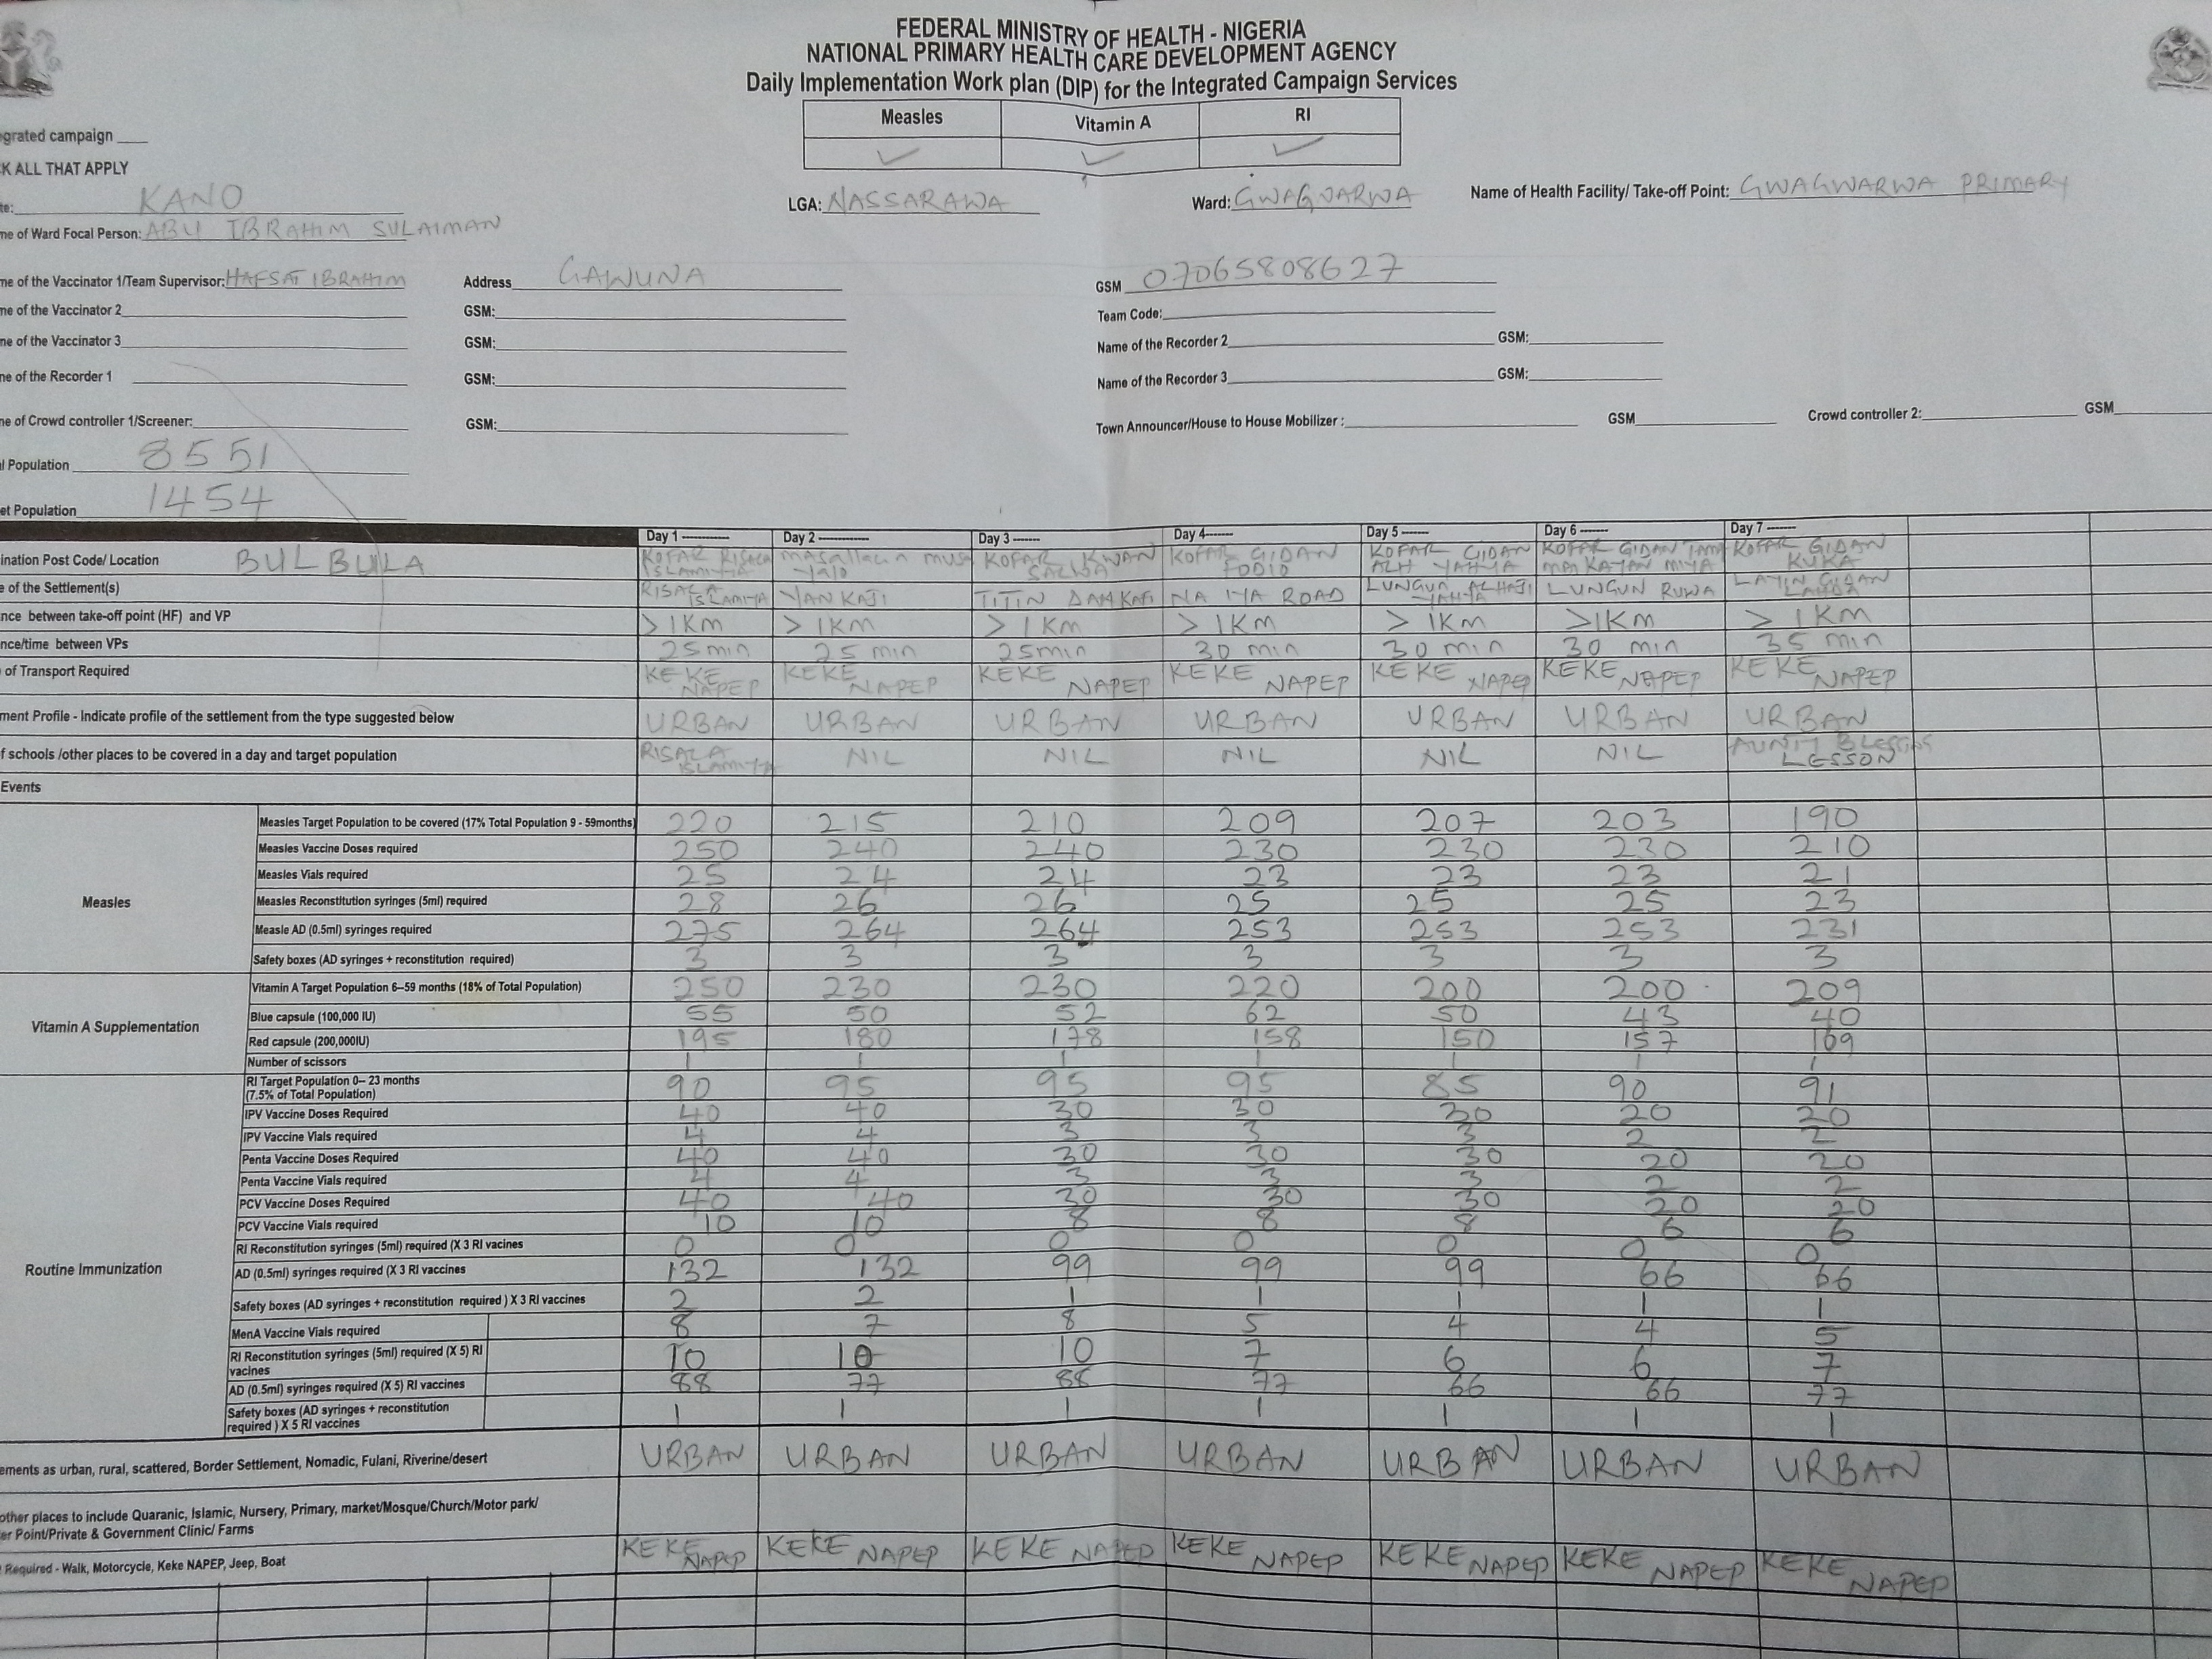 FEDERAL MINISTRY OF HEALTH - NIGERIA
NATIONAL PRIMARY HEALTH CARE DEVELOPMENT AGENCY
Daily Implementation Work plan (DIP) for the Integrated Campaign Services
Measles Vitamin A RI
✓ ✓ ✓
egrated campaign
K ALL THAT APPLY
te: KANO LGA: NASSARAWA Ward: GWAGWARWA Name of Health Facility/ Take-off Point: GWAGWARWA PRIMARY
me of Ward Focal Person: ABU IBRAHIM SULAIMAN
me of the Vaccinator 1/Team Supervisor: HAFSAT IBRAHIM Address GAWUNA GSM 07065808627
me of the Vaccinator 2 GSM: Team Code:
me of the Vaccinator 3 GSM: Name of the Recorder 2 GSM:
me of the Recorder 1 GSM: Name of the Recorder 3 GSM:
me of Crowd controller 1/Screener: GSM: Town Announcer/House to House Mobilizer : GSM Crowd controller 2: GSM
l Population 8551
et Population 1454
Day 1 Day 2 Day 3 Day 4 Day 5 Day 6 Day 7
ination Post Code/ Location BULBULA KOFAR RISALA ISLAMIYYA masallacin musa KOFAR KWAN SALWA KOFAR GIDAN FODIO KOFAR GIDAN ALH YAHYA KOFAR GIDAN MIYA KOFAR GIDAN KUKA
e of the Settlement(s) RISALA ISLAMIYA YAN KAJI TITIN NA IYA ROAD LUNGUN ALHAJI YAHYA LUNGUN RUWA LAYIN GIDAN
nce between take-off point (HF) and VP >1KM >1KM >1KM >1KM >1KM >1KM >1KM
nce/time between VPs 25min 25 min 25min 30 min 30 min 30 min 35 min
of Transport Required KEKE NAPEP KEKE NAPEP KEKE NAPEP KEKE NAPEP KEKE NAPEP KEKE NAPEP KEKE NAPEP
ment Profile - Indicate profile of the settlement from the type suggested below URBAN URBAN URBAN URBAN URBAN URBAN URBAN
f schools /other places to be covered in a day and target population RISALA ISLAMIYA NIL NIL NIL NIL NIL AUNTY BLESSING LESSON
Events
Measles
Measles Target Population to be covered (17% Total Population 9 - 59months) 220 215 210 209 207 203 190
Measles Vaccine Doses required 250 240 240 230 230 230 210
Measles Vials required 25 24 24 23 23 23 21
Measles Reconstitution syringes (5ml) required 28 26 26 25 25 25 23
Measle AD (0.5ml) syringes required 275 264 264 253 253 253 231
Safety boxes (AD syringes + reconstitution required) 3 3 3 3 3 3 3
Vitamin A Supplementation
Vitamin A Target Population 6–59 months (18% of Total Population) 250 230 230 220 200 200 209
Blue capsule (100,000 IU) 55 50 52 62 50 43 40
Red capsule (200,000IU) 195 180 178 158 150 157 169
Number of scissors 1 1 1 1 1 1 1
Routine Immunization
RI Target Population 0– 23 months (7.5% of Total Population) 90 95 95 95 85 90 91
IPV Vaccine Doses Required 40 40 30 30 30 20 20
IPV Vaccine Vials required 4 4 3 3 3 2 2
Penta Vaccine Doses Required 40 40 30 30 30 20 20
Penta Vaccine Vials required 4 4 3 3 3 2 2
PCV Vaccine Doses Required 40 40 30 30 30 20 20
PCV Vaccine Vials required 10 10 8 8 8 6 6
RI Reconstitution syringes (5ml) required (X 3 RI vacines 0 0 0 0 0 0 0
AD (0.5ml) syringes required (X 3 RI vaccines 132 132 99 99 99 66 66
Safety boxes (AD syringes + reconstitution required ) X 3 RI vaccines 2 2 1 1 1 1 1
MenA Vaccine Vials required 8 7 8 5 4 4 5
RI Reconstitution syringes (5ml) required (X 5) RI vacines 10 10 10 7 6 6 7
AD (0.5ml) syringes required (X 5) RI vaccines 88 77 88 77 66 66 77
Safety boxes (AD syringes + reconstitution required ) X 5 RI vaccines 1 1 1 1 1 1 1
ements as urban, rural, scattered, Border Settlement, Nomadic, Fulani, Riverine/desert URBAN URBAN URBAN URBAN URBAN URBAN URBAN
other places to include Quaranic, Islamic, Nursery, Primary, market/Mosque/Church/Motor park/
er Point/Private & Government Clinic/ Farms
Required - Walk, Motorcycle, Keke NAPEP, Jeep, Boat KEKE NAPEP KEKE NAPEP KEKE NAPEP KEKE NAPEP KEKE NAPEP KEKE NAPEP KEKE NAPEP